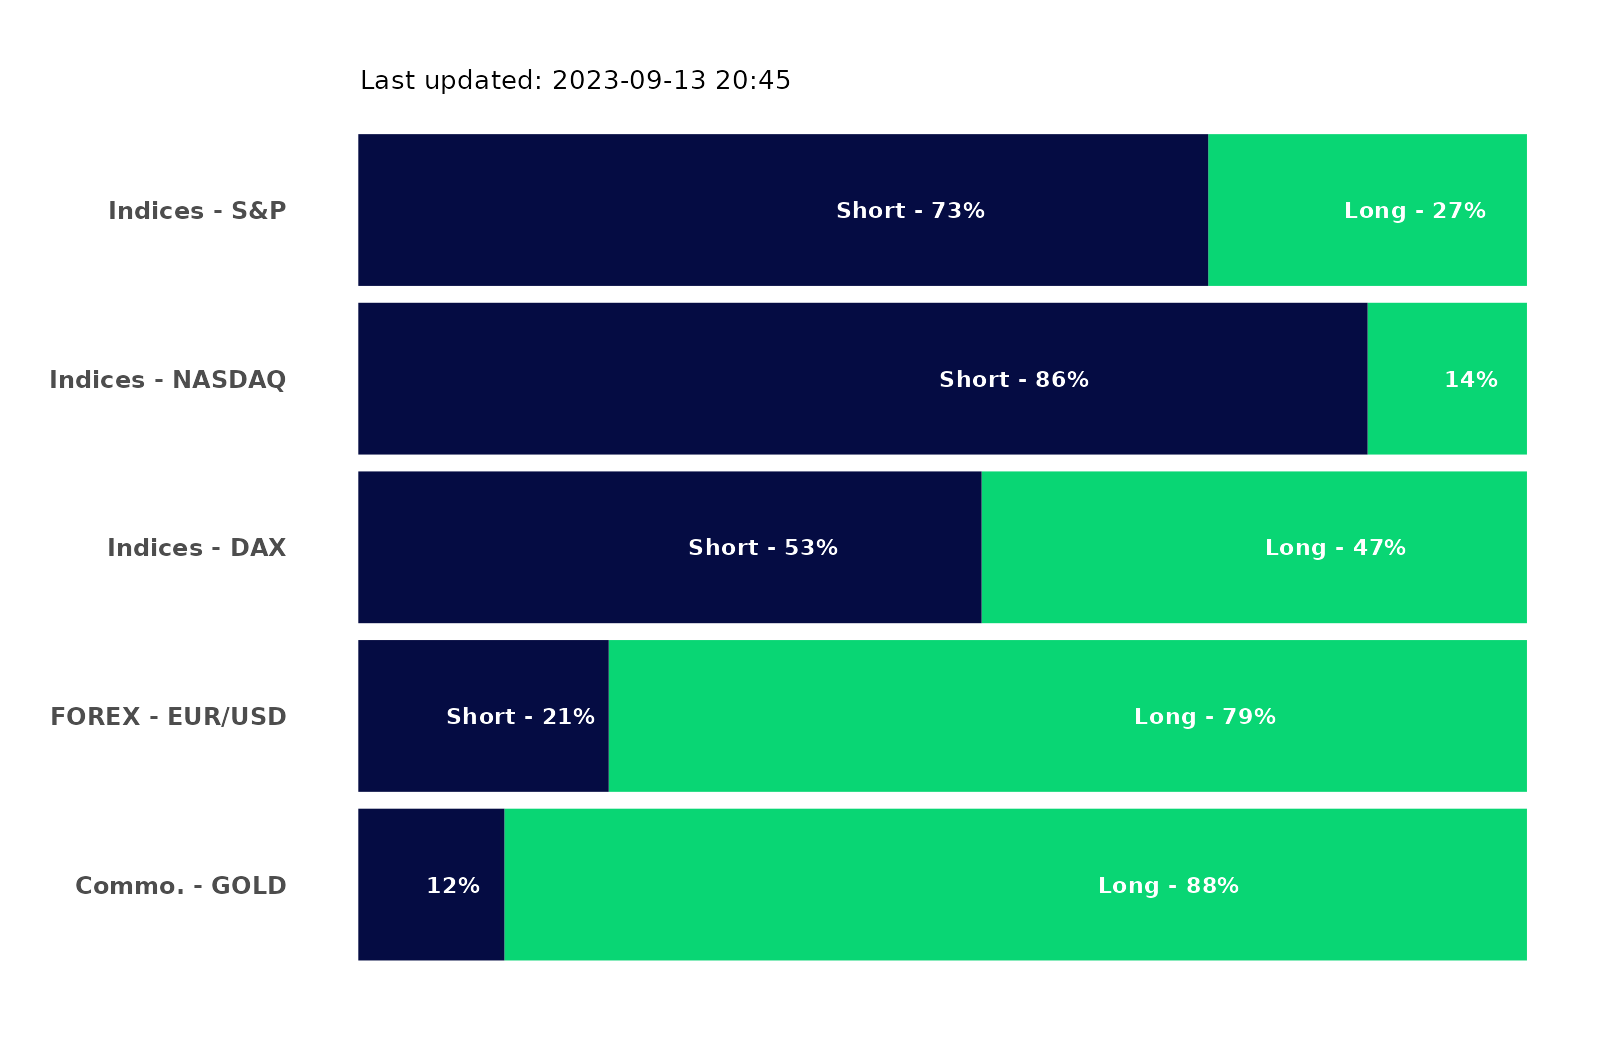 Last updated: 2023-09-13 20:45
Indices - S&P
Short - 73%
Long - 27%
Indices - NASDAQ
Short - 86%
14%
Indices - DAX
Short - 53%
Long - 47%
FOREX - EUR/USD
Short - 21%
Long - 79%
Commo. - GOLD
12%
Long - 88%